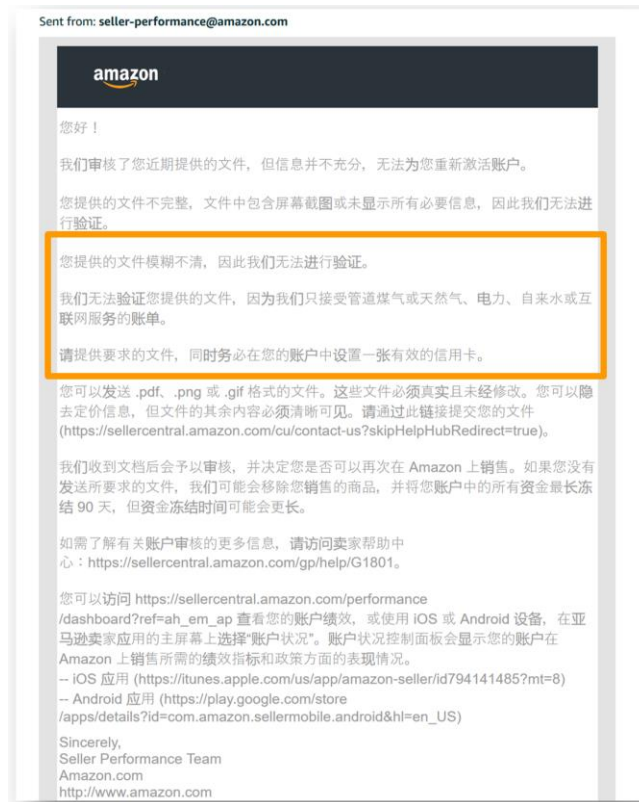 Sent from: seller-performance@amazon.com
amazon
您好！
我们审核了您近期提供的文件，但信息并不充分，无法为您重新激活账户。
您提供的文件不完整，文件中包含屏幕截图或未显示所有必要信息，因此我们无法进
行验证。
您提供的文件模糊不清，因此我们无法进行验证。
我们无法验证您提供的文件，因为我们只接受管道煤气或天然气、电力、自来水或互
联网服务的账单。
请提供要求的文件，同时务必在您的账户中设置一张有效的信用卡。
您可以发送 .pdf、.png 或 .gif 格式的文件。这些文件必须真实且未经修改。您可以隐
去定价信息，但文件的其余内容必须清晰可见。请通过此链接提交您的文件
(https://sellercentral.amazon.com/cu/contact-us?skipHelpHubRedirect=true)。
我们收到文档后会予以审核，并决定您是否可以再次在 Amazon 上销售。如果您没有
发送所要求的文件，我们可能会移除您销售的商品，并将您账户中的所有资金最长冻
结 90 天，但资金冻结时间可能会更长。
如需了解有关账户审核的更多信息，请访问卖家帮助中
心：https://sellercentral.amazon.com/gp/help/G1801。
您可以访问 https://sellercentral.amazon.com/performance
/dashboard?ref=ah_em_ap 查看您的账户绩效，或使用 iOS 或 Android 设备，在亚
马逊卖家应用的主屏幕上选择“账户状况”。账户状况控制面板会显示您的账户在
Amazon 上销售所需的绩效指标和政策方面的表现情况。
-- iOS 应用 (https://itunes.apple.com/us/app/amazon-seller/id794141485?mt=8)
-- Android 应用 (https://play.google.com/store
/apps/details?id=com.amazon.sellermobile.android&hl=en_US)
Sincerely,
Seller Performance Team
Amazon.com
http://www.amazon.com